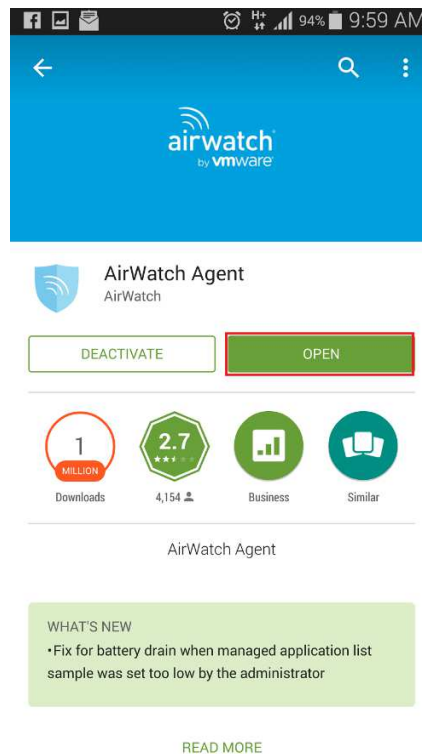 H+ 94% 9:59 AM
airwatch
by vmware
AirWatch Agent
AirWatch
DEACTIVATE
OPEN
1
MILLION
Downloads
2.7
4,154
Business
Similar
AirWatch Agent
WHAT'S NEW
•Fix for battery drain when managed application list
sample was set too low by the administrator
READ MORE